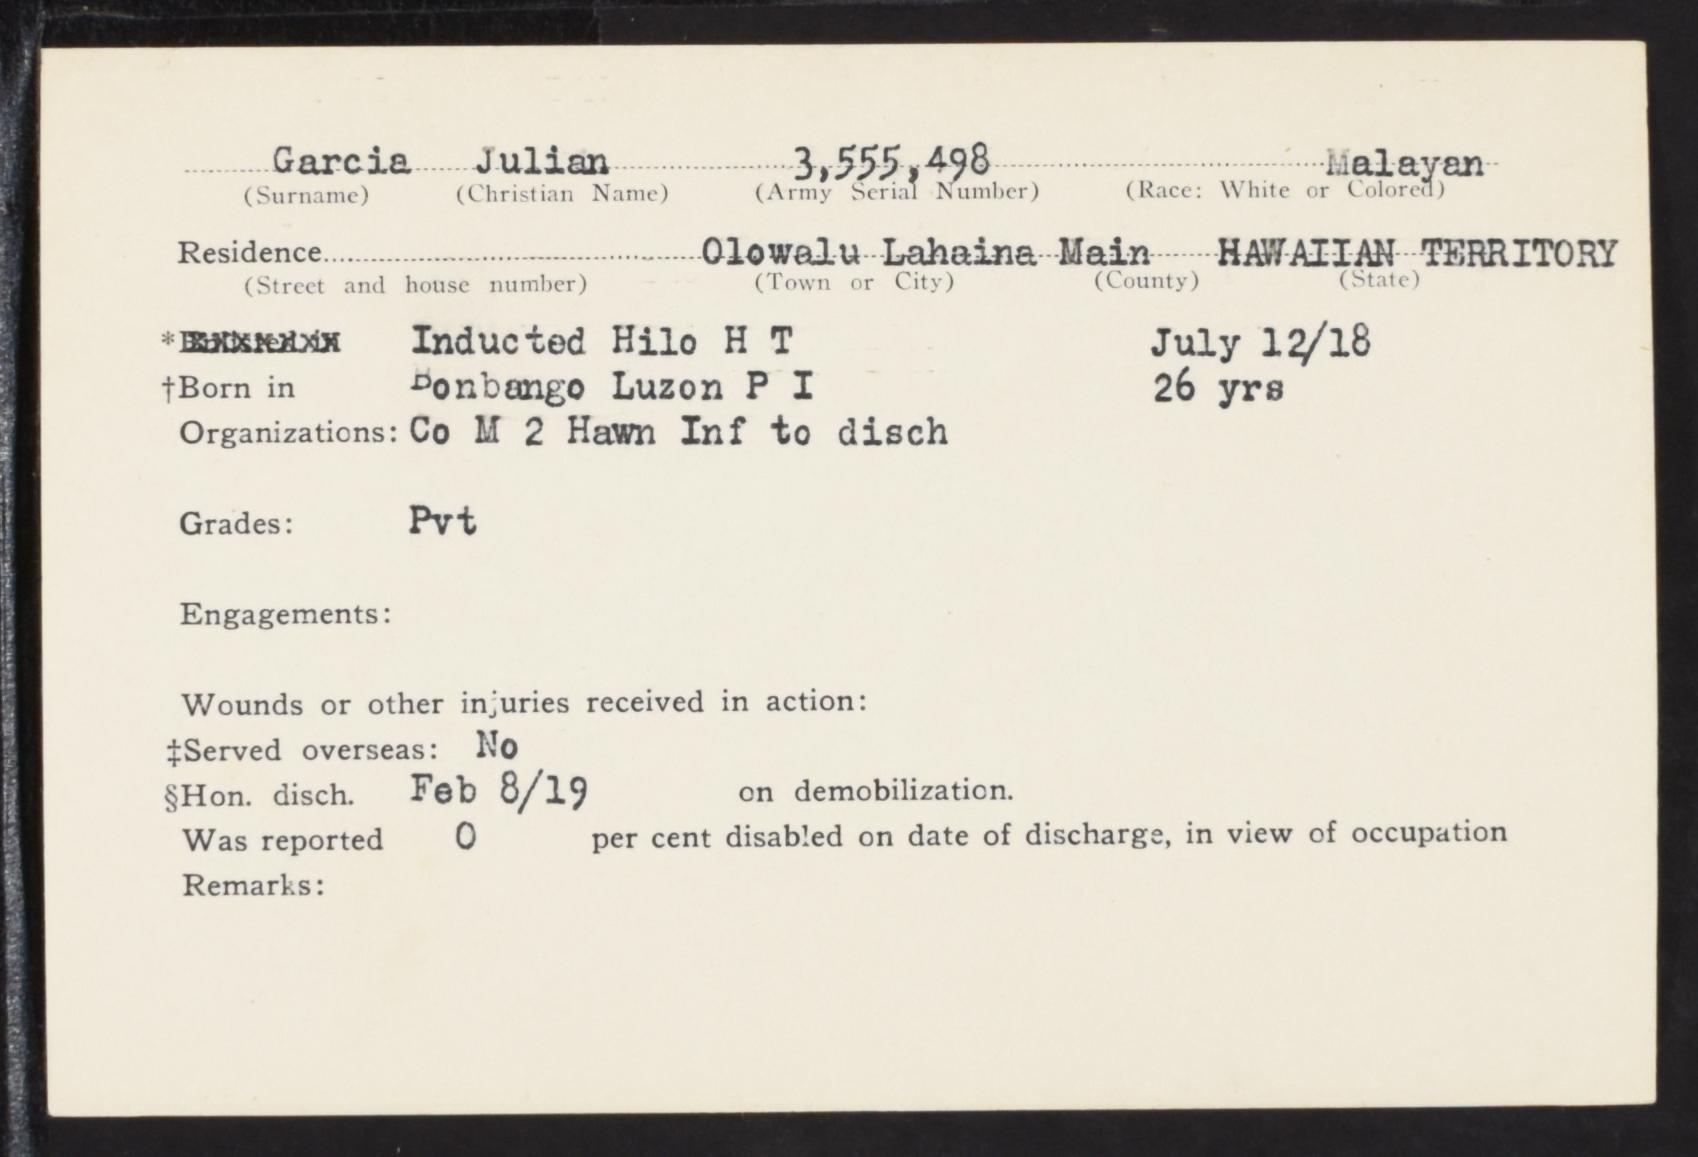 Garcia Julian 3,555,498 Malayan
(Surname) (Christian Name) (Army Serial Number) (Race: White or Colored)
Residence Olowalu Lahaina Main HAWAIIAN TERRITORY
(Street and house number) (Town or City) (County) (State)
* Inducted Hilo H T July 12/18
†Born in Bonbango Luzon P I 26 yrs
Organizations: Co M 2 Hawn Inf to disch
Grades: Pvt
Engagements:
Wounds or other injuries received in action:
‡Served overseas: No
§Hon. disch. Feb 8/19 on demobilization.
Was reported 0 per cent disabled on date of discharge, in view of occupation
Remarks: